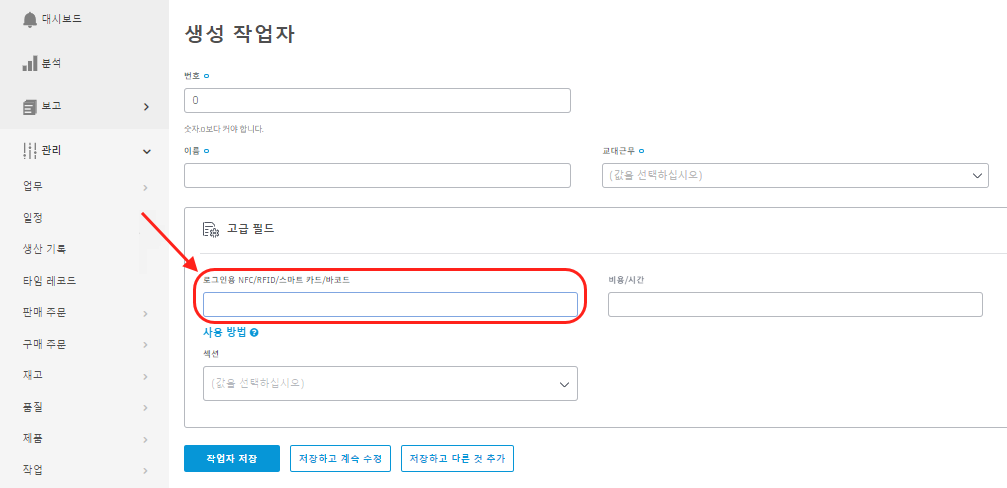 대시보드
분석
보고
관리
업무
일정
생산 기록
타임 레코드
판매 주문
구매 주문
재고
품질
제품
작업
생성 작업자
번호
0
숫자.0보다 커야 합니다.
이름
교대근무
(값을 선택하십시오)
고급 필드
로그인용 NFC/RFID/스마트 카드/바코드
비용/시간
사용 방법
섹션
(값을 선택하십시오)
작업자 저장
저장하고 계속 수정
저장하고 다른 것 추가